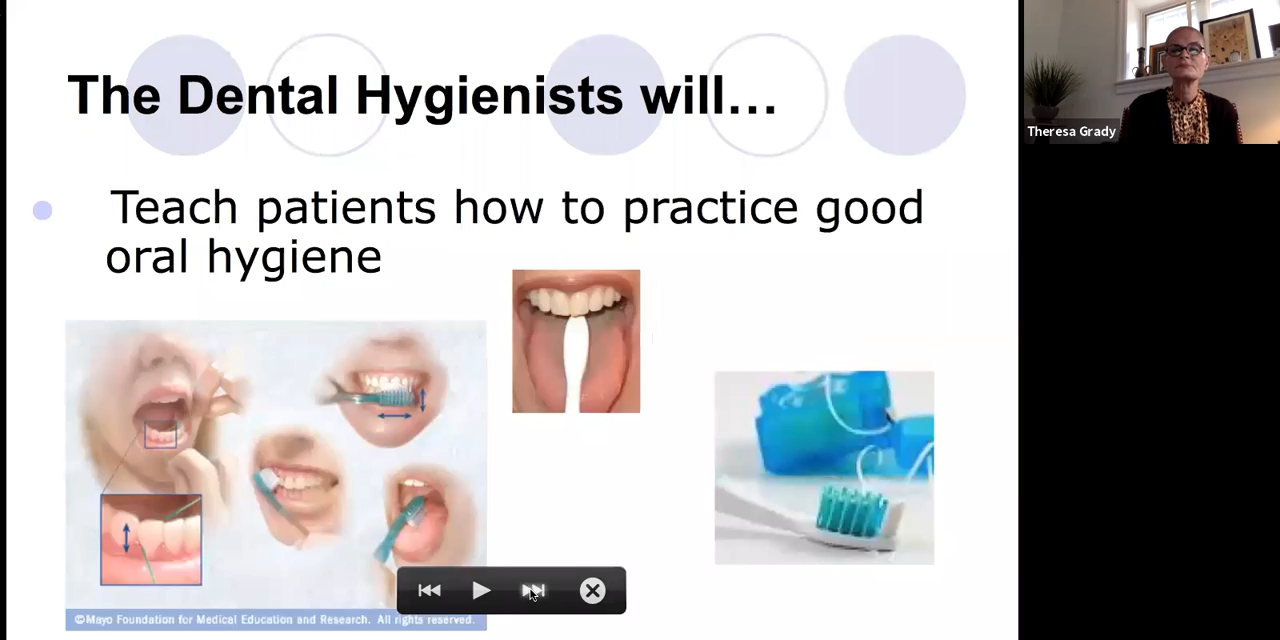 The Dental Hygienists will…
Teach patients how to practice good
oral hygiene
Theresa Grady
©Mayo Foundation for Medical Education and Research. All rights reserved.